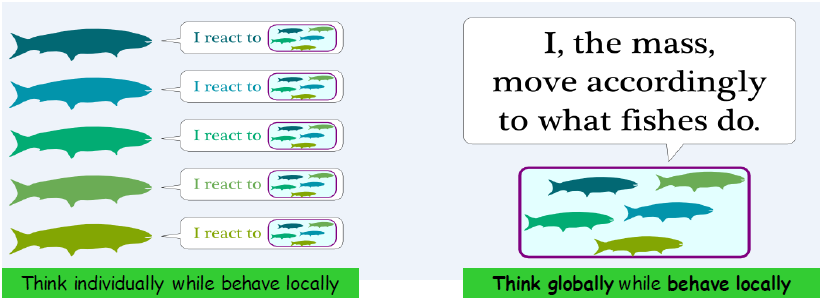 I react to
I react to
I react to
I react to
I react to
Think individually while behave locally
I, the mass,
move accordingly
to what fishes do.
Think globally while behave locally